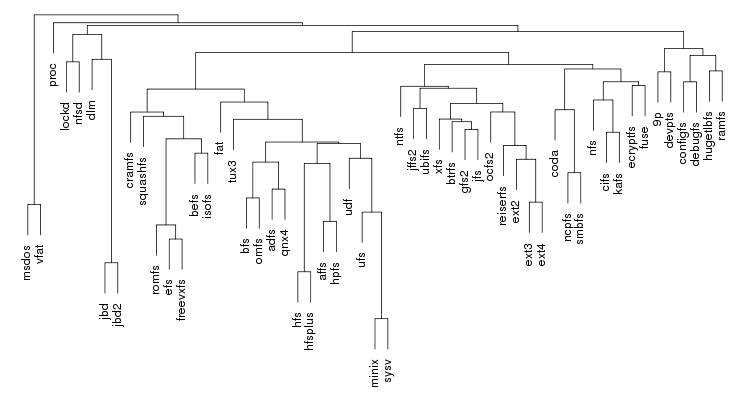 msdos
vfat
proc
lockd
nfsd
dlm
jbd
jbd2
cramfs
squashfs
romfs
efs
freevxfs
befs
isofs
fat
tux3
bfs
omfs
adfs
qnx4
hfs
hfsplus
affs
hpfs
udf
ufs
minix
sysv
ntfs
jffs2
ubifs
xfs
btrfs
gfs2
jfs
ocfs2
reiserfs
ext2
ext3
ext4
coda
ncpfs
smbfs
nfs
cifs
kafs
ecryptfs
fuse
9p
devpts
configfs
debugfs
hugetlbfs
ramfs